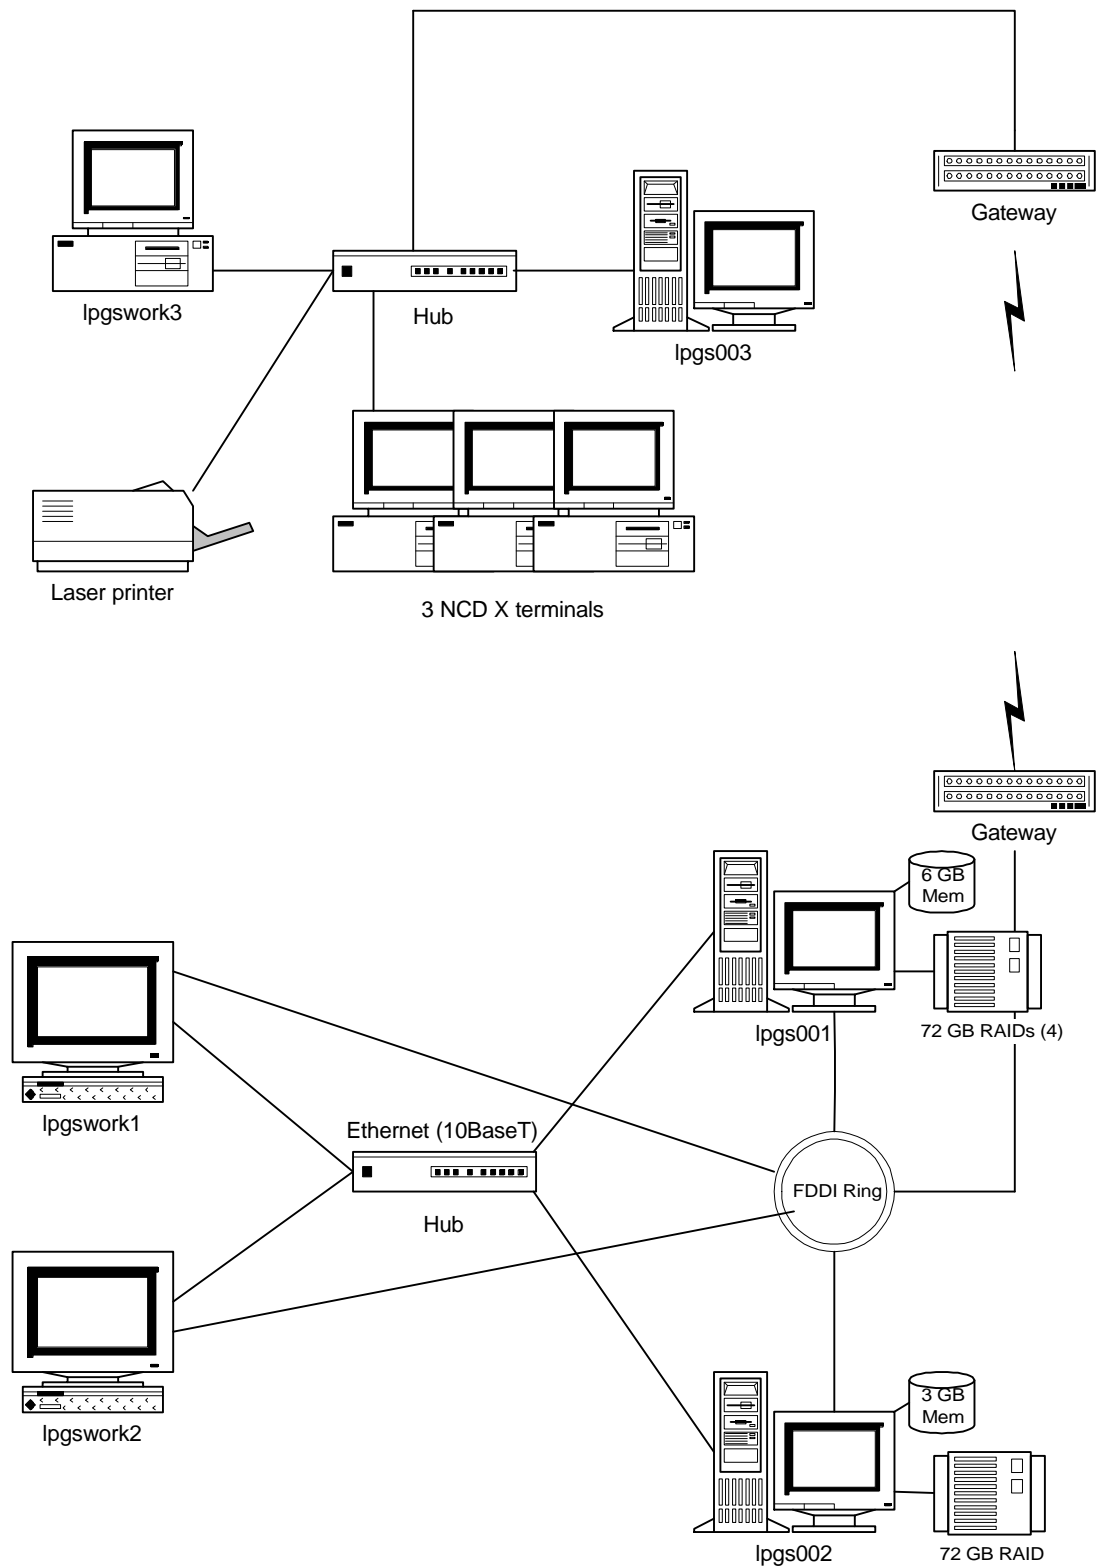 Gateway
lpgswork3
Hub
lpgs003
Laser printer
3 NCD X terminals
Gateway
6 GB
Mem
lpgs001
72 GB RAIDs (4)
lpgswork1
Ethernet (10BaseT)
FDDI Ring
Hub
3 GB
Mem
lpgswork2
lpgs002
72 GB RAID